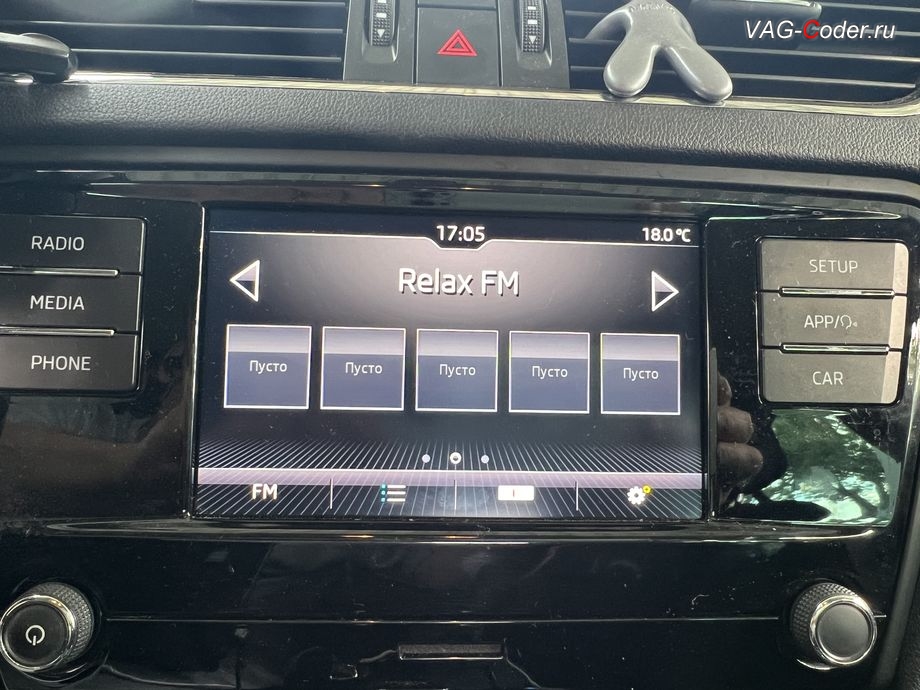 VAG-Coder.ru
RADIO
MEDIA
PHONE
17:05
18.0°C
Relax FM
Пусто
Пусто
Пусто
Пусто
Пусто
FM
SETUP
APP/
CAR